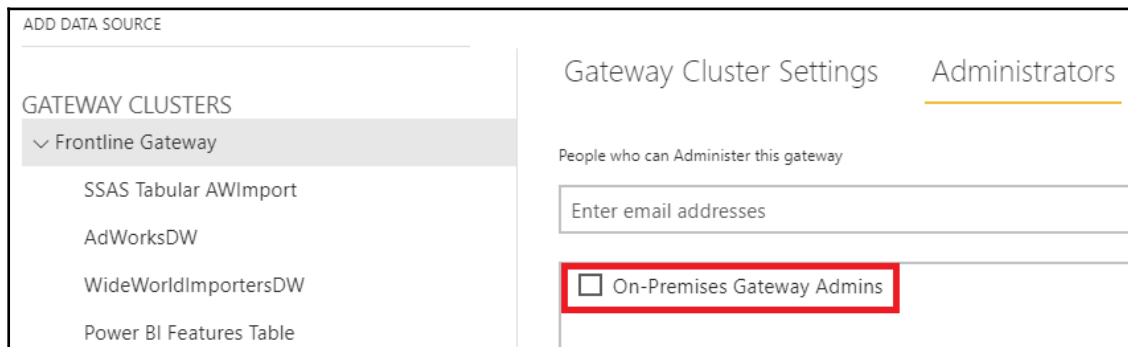 ADD DATA SOURCE
GATEWAY CLUSTERS
Frontline Gateway
SSAS Tabular AWImport
AdWorksDW
WideWorldImportersDW
Power BI Features Table
Gateway Cluster Settings Administrators
People who can Administer this gateway
Enter email addresses
On-Premises Gateway Admins